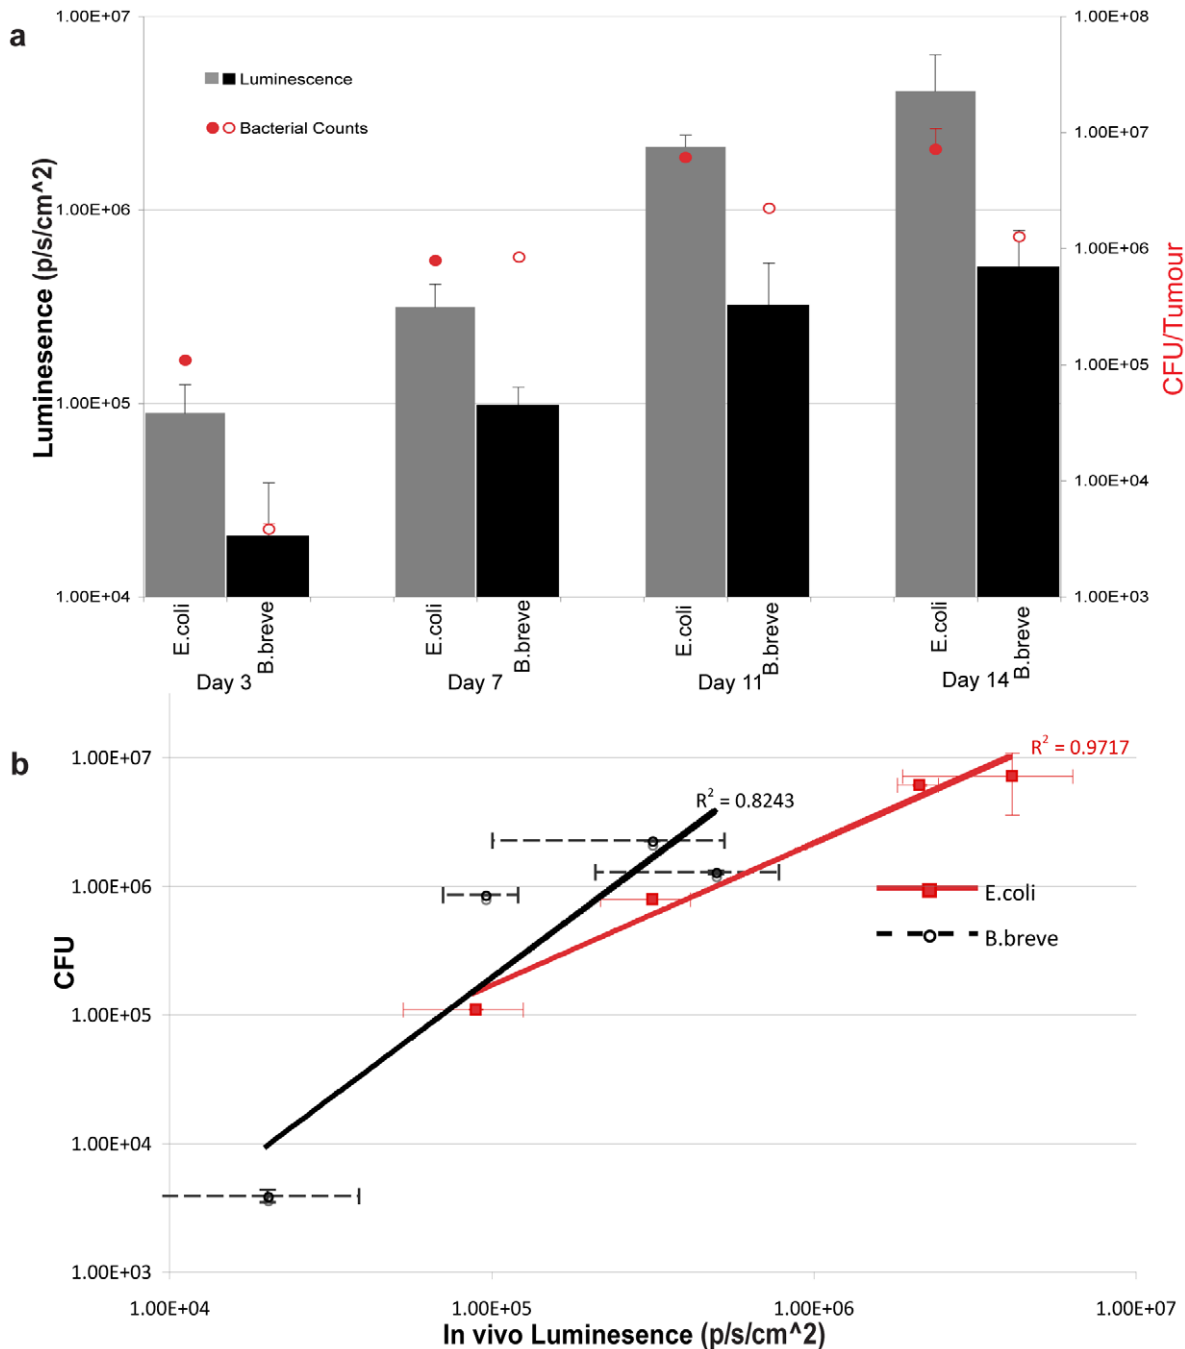 a
1.00E+07
1.00E+06
1.00E+05
1.00E+04
Luminesence (p/s/cm^2)
Luminescence
Bacterial Counts
1.00E+08
1.00E+07
1.00E+06
1.00E+05
1.00E+04
1.00E+03
CFU/Tumour
E.coli
B.breve
E.coli
B.breve
E.coli
B.breve
E.coli
B.breve
Day 3
Day 7
Day 11
Day 14
b
1.00E+07
1.00E+06
1.00E+05
1.00E+04
1.00E+03
CFU
R² = 0.9717
R² = 0.8243
E.coli
B.breve
1.00E+04
1.00E+05
1.00E+06
1.00E+07
In vivo Luminesence (p/s/cm^2)